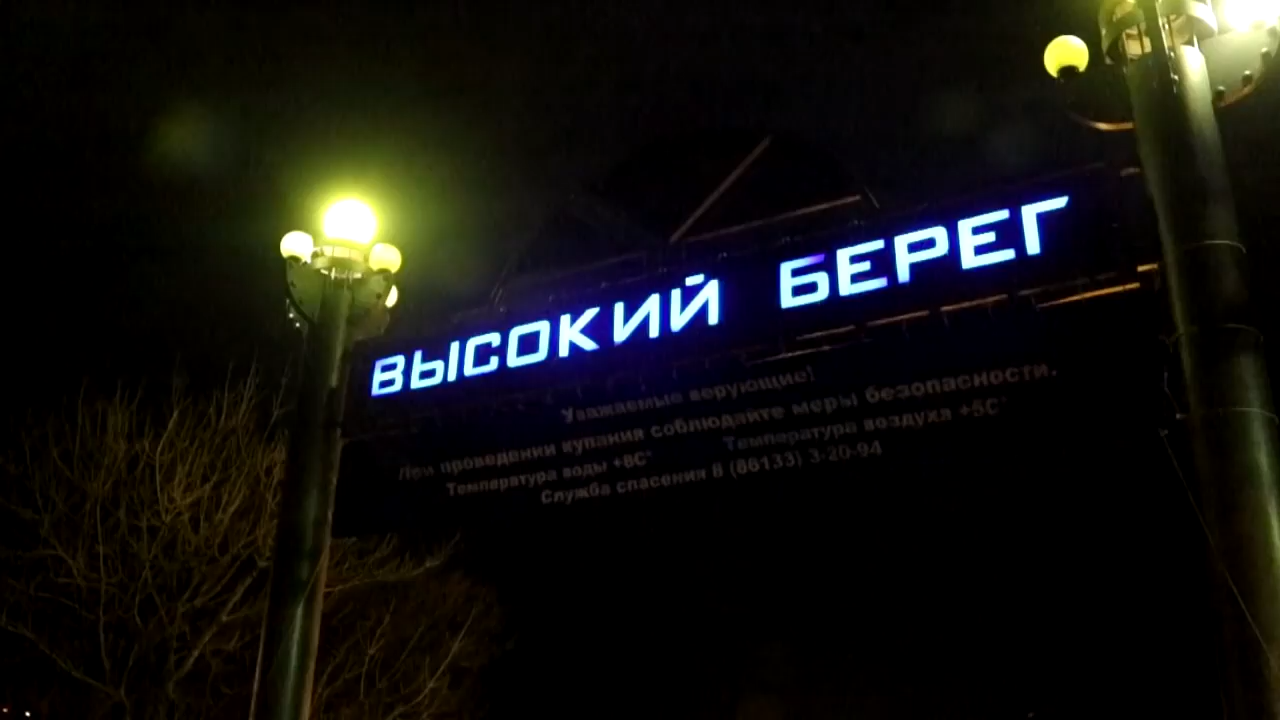 ВЫСОКИЙ БЕРЕГ
Уважаемые верующие!
При проведении купания соблюдайте меры безопасности.
Температура воды +8С° Температура воздуха +5С°
Служба спасения 8 (86133) 3-20-94